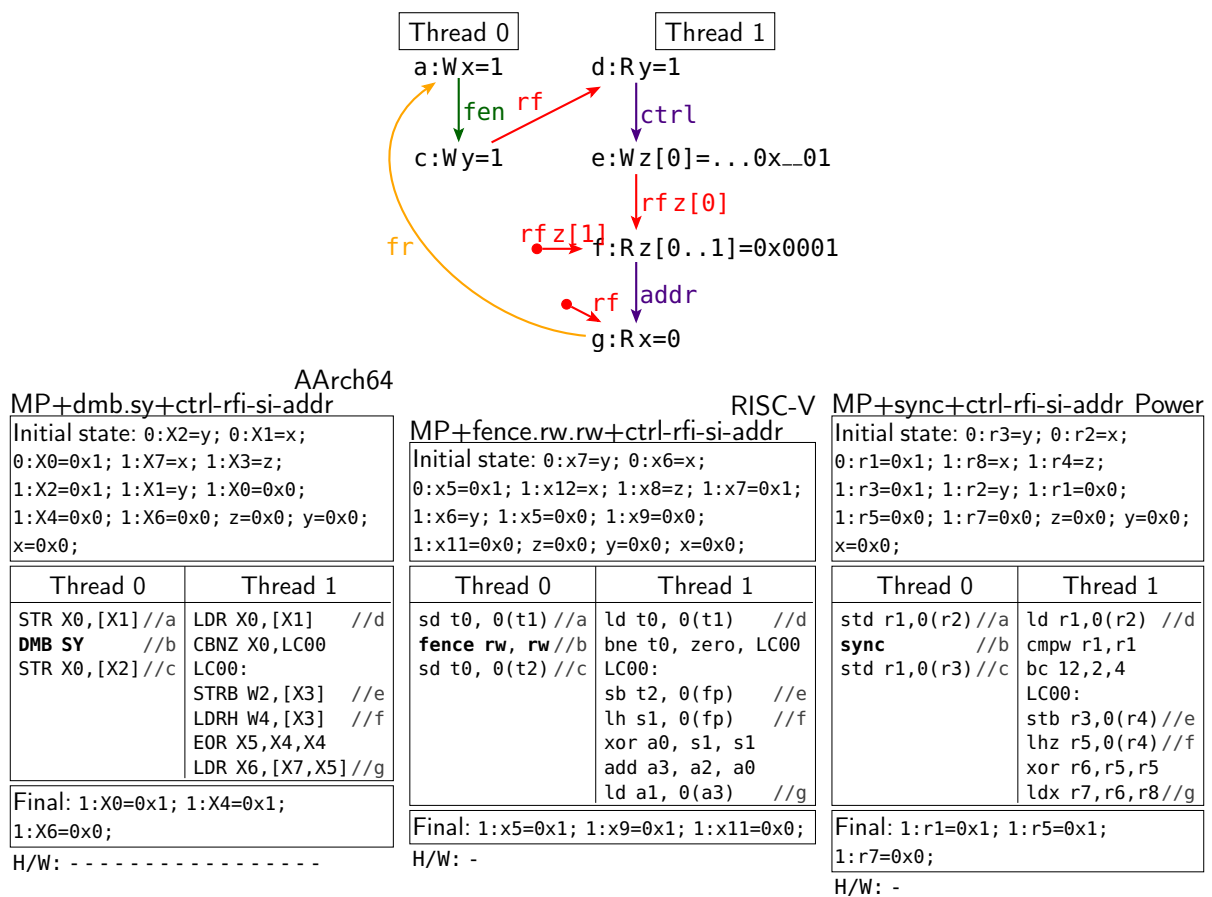 Thread 0 Thread 1
a:Wx=1 d:Ry=1
fen rf ctrl
c:Wy=1 e:Wz[0]=...0x__01
rf z[0]
fr rf z[1] f:Rz[0..1]=0x0001
rf addr
g:Rx=0
AArch64
MP+dmb.sy+ctrl-rfi-si-addr
Initial state: 0:X2=y; 0:X1=x;
0:X0=0x1; 1:X7=x; 1:X3=z;
1:X2=0x1; 1:X1=y; 1:X0=0x0;
1:X4=0x0; 1:X6=0x0; z=0x0; y=0x0;
x=0x0;
Thread 0 Thread 1
STR X0,[X1]//a LDR X0,[X1] //d
DMB SY //b CBNZ X0,LC00
STR X0,[X2]//c LC00:
STRB W2,[X3] //e
LDRH W4,[X3] //f
EOR X5,X4,X4
LDR X6,[X7,X5]//g
Final: 1:X0=0x1; 1:X4=0x1;
1:X6=0x0;
H/W: - - - - - - - - - - - - - - - - -
RISC-V
MP+fence.rw.rw+ctrl-rfi-si-addr
Initial state: 0:x7=y; 0:x6=x;
0:x5=0x1; 1:x12=x; 1:x8=z; 1:x7=0x1;
1:x6=y; 1:x5=0x0; 1:x9=0x0;
1:x11=0x0; z=0x0; y=0x0; x=0x0;
Thread 0 Thread 1
sd t0, 0(t1)//a ld t0, 0(t1) //d
fence rw, rw//b bne t0, zero, LC00
sd t0, 0(t2)//c LC00:
sb t2, 0(fp) //e
lh s1, 0(fp) //f
xor a0, s1, s1
add a3, a2, a0
ld a1, 0(a3) //g
Final: 1:x5=0x1; 1:x9=0x1; 1:x11=0x0;
H/W: -
MP+sync+ctrl-rfi-si-addr Power
Initial state: 0:r3=y; 0:r2=x;
0:r1=0x1; 1:r8=x; 1:r4=z;
1:r3=0x1; 1:r2=y; 1:r1=0x0;
1:r5=0x0; 1:r7=0x0; z=0x0; y=0x0;
x=0x0;
Thread 0 Thread 1
std r1,0(r2)//a ld r1,0(r2) //d
sync //b cmpw r1,r1
std r1,0(r3)//c bc 12,2,4
LC00:
stb r3,0(r4)//e
lhz r5,0(r4)//f
xor r6,r5,r5
ldx r7,r6,r8//g
Final: 1:r1=0x1; 1:r5=0x1;
1:r7=0x0;
H/W: -